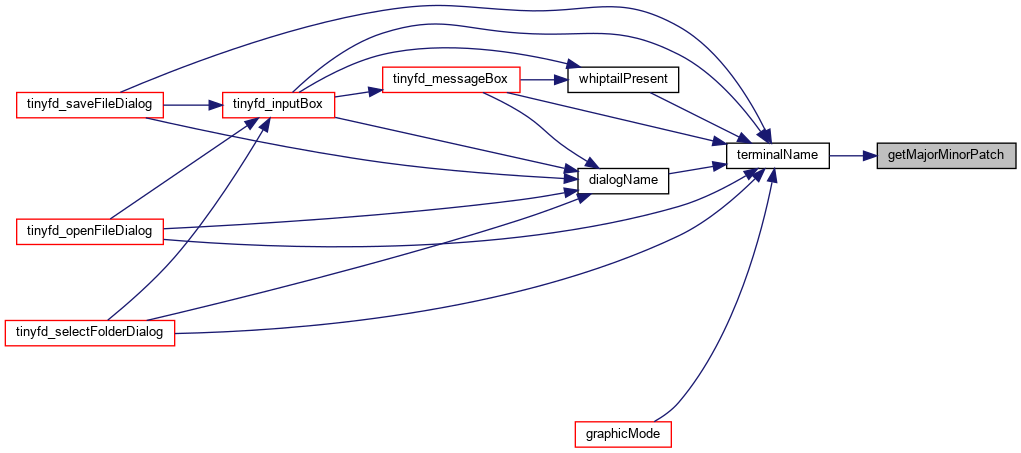 tinyfd_messageBox
whiptailPresent
tinyfd_saveFileDialog
tinyfd_inputBox
terminalName
getMajorMinorPatch
dialogName
tinyfd_openFileDialog
tinyfd_selectFolderDialog
graphicMode